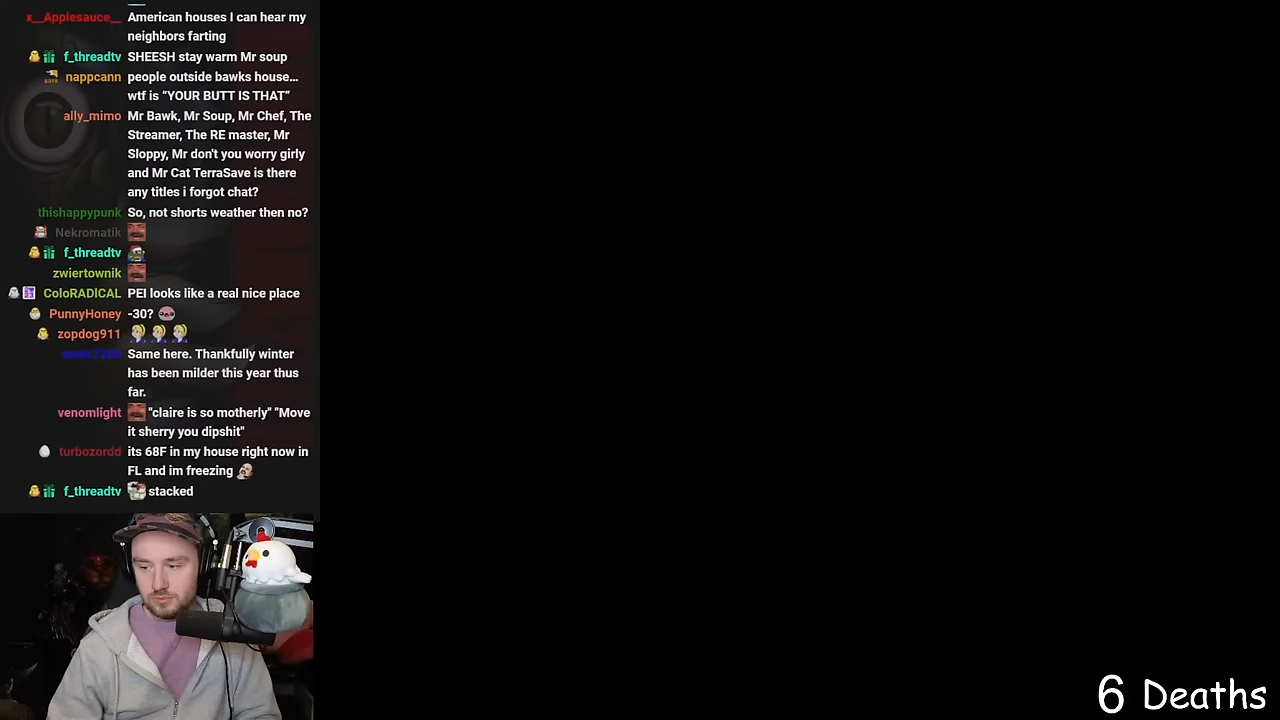 x__Applesauce__ American houses I can hear my
neighbors farting
f_threadtv SHEESH stay warm Mr soup
nappcann people outside bawks house...
wtf is “YOUR BUTT IS THAT”
ally_mimo Mr Bawk, Mr Soup, Mr Chef, The
Streamer, The RE master, Mr
Sloppy, Mr don't you worry girly
and Mr Cat TerraSave is there
any titles i forgot chat?
thishappypunk So, not shorts weather then no?
Nekromatik
f_threadtv
zwiertownik
ColoRADICAL PEI looks like a real nice place
PunnyHoney -30?
zopdog911
Same here. Thankfully winter
has been milder this year thus
far.
venomlight "claire is so motherly" "Move
it sherry you dipshit"
turbozordd its 68F in my house right now in
FL and im freezing
f_threadtv stacked
6 Deaths